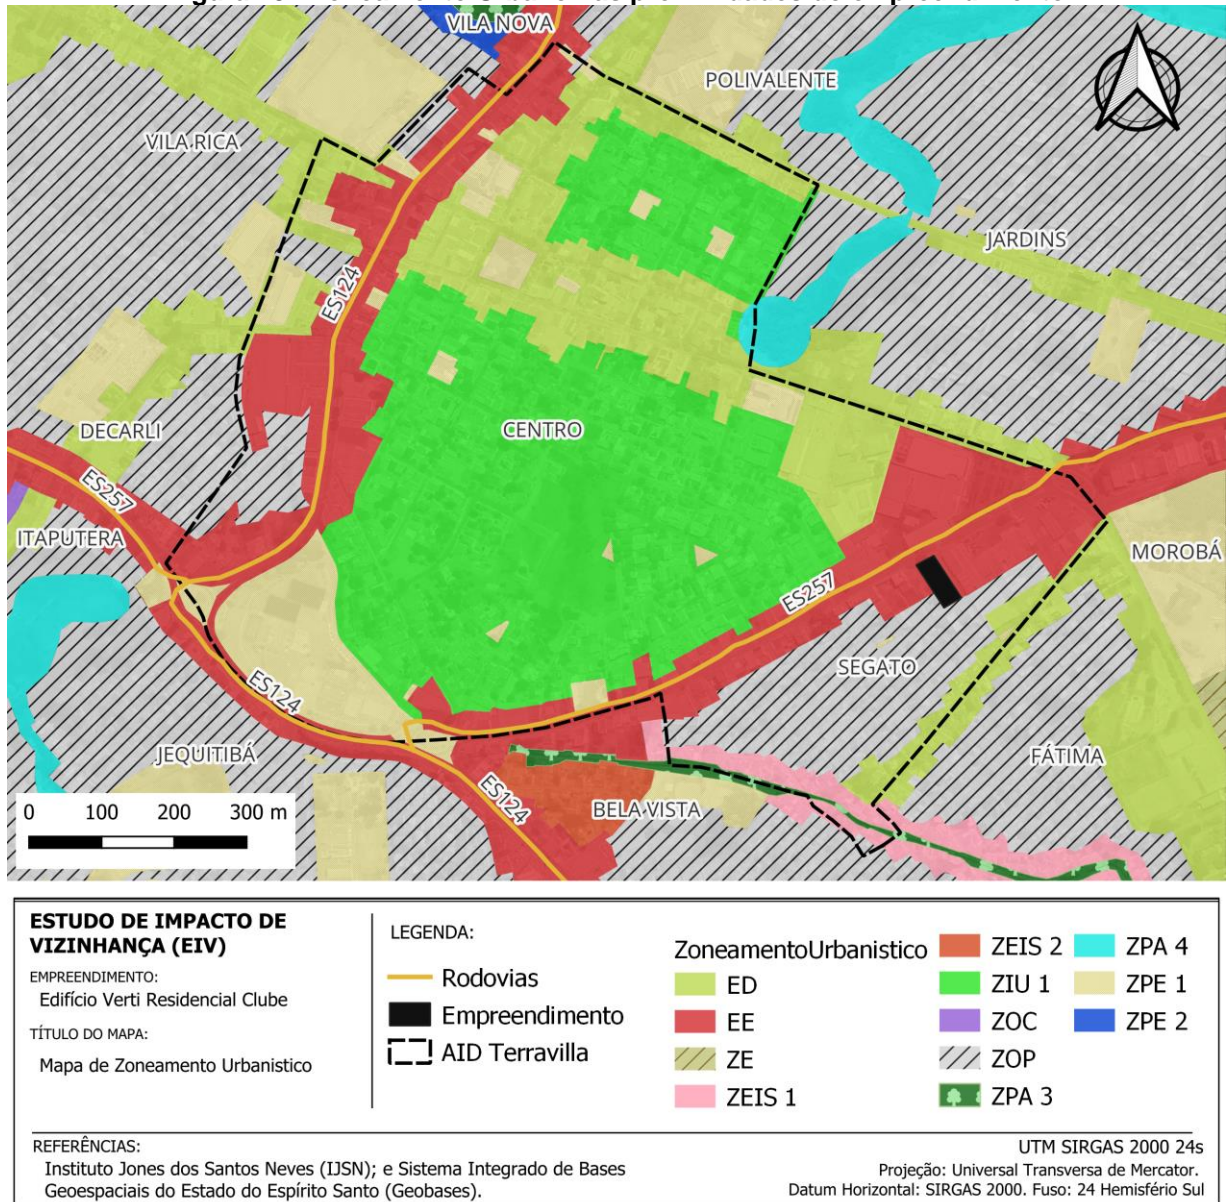 VILA NOVA
POLIVALENTE
VILA RICA
JARDINS
ES124
CENTRO
DECARLI
ES257
ITAPUTERA
MOROBÁ
ES257
SEGATO
ES124
JEQUITIBÁ
FÁTIMA
ES124
BELA VISTA
0 100 200 300 m
ESTUDO DE IMPACTO DE
VIZINHANÇA (EIV)
EMPREENDIMENTO:
Edifício Verti Residencial Clube
TÍTULO DO MAPA:
Mapa de Zoneamento Urbanistico
LEGENDA:
Rodovias
Empreendimento
AID Terravilla
ZoneamentoUrbanistico
ED
EE
ZE
ZEIS 1
ZEIS 2
ZIU 1
ZOC
ZOP
ZPA 3
ZPA 4
ZPE 1
ZPE 2
REFERÊNCIAS:
Instituto Jones dos Santos Neves (IJSN); e Sistema Integrado de Bases
Geoespaciais do Estado do Espírito Santo (Geobases).
UTM SIRGAS 2000 24s
Projeção: Universal Transversa de Mercator.
Datum Horizontal: SIRGAS 2000. Fuso: 24 Hemisfério Sul